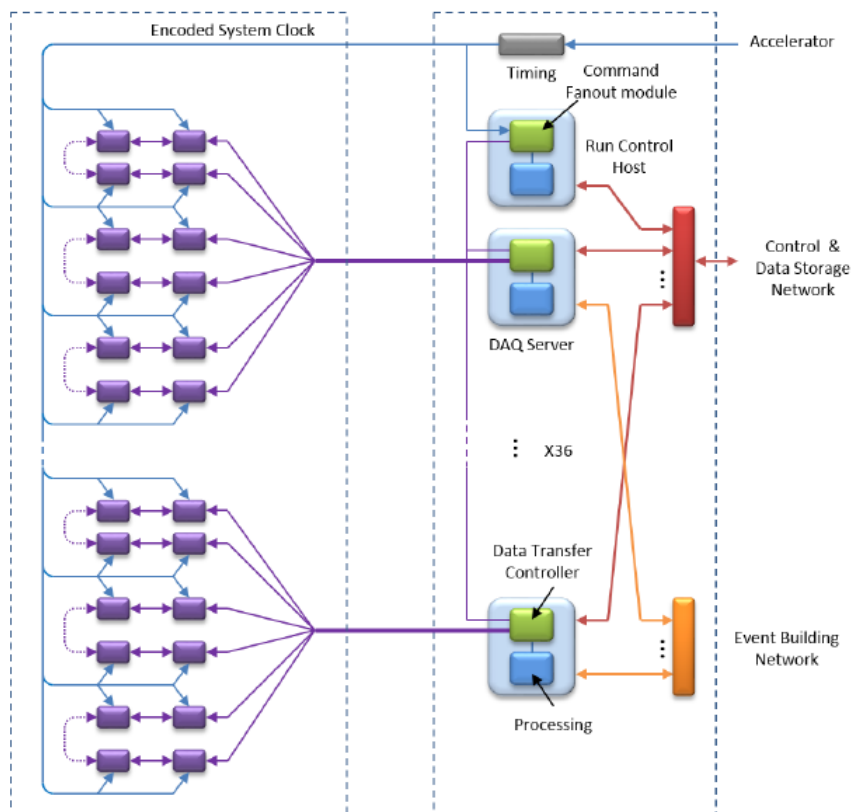 Encoded System Clock
Accelerator
Timing
Command
Fanout module
Run Control
Host
Control &
Data Storage
Network
DAQ Server
X36
Data Transfer
Controller
Event Building
Network
Processing